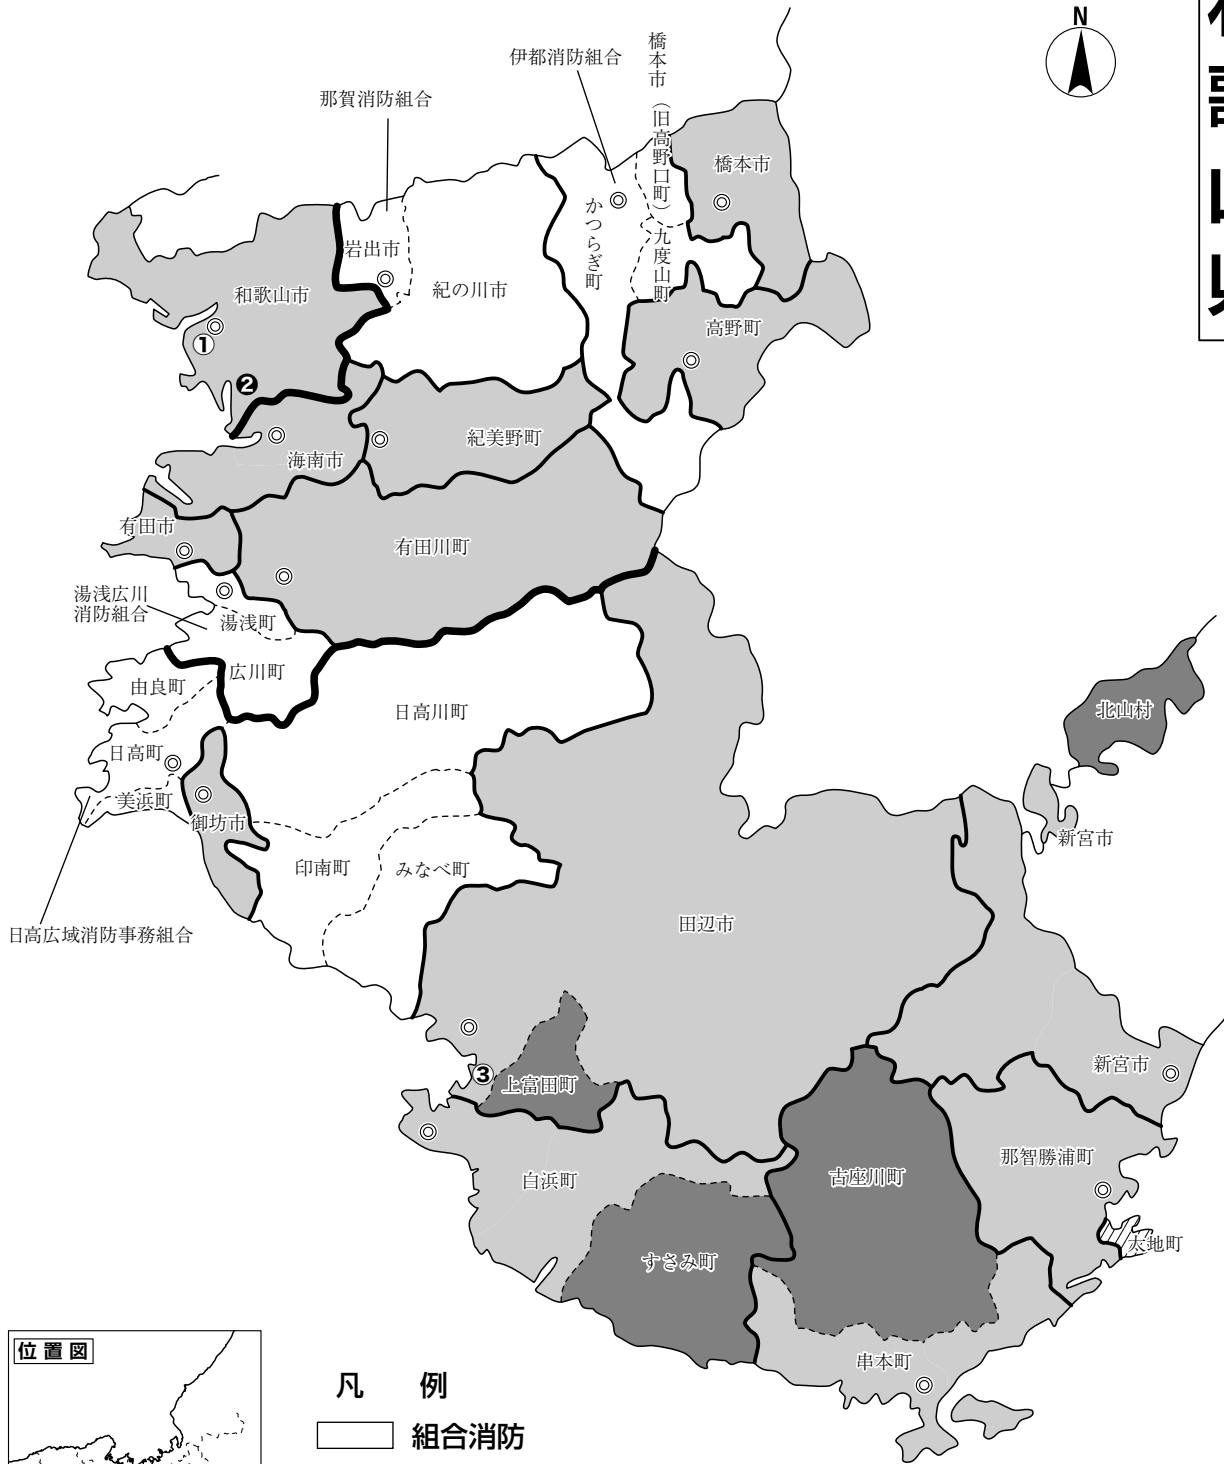 N
伊都消防組合
橋本市（旧高野口町）
那賀消防組合
橋本市
かつらぎ町
九度山町
岩出市
紀の川市
和歌山市
高野町
①
❷
紀美野町
海南市
有田市
有田川町
湯浅広川
消防組合
湯浅町
広川町
由良町
日高川町
北山村
日高町
美浜町
御坊市
新宮市
印南町
みなべ町
田辺市
日高広域消防事務組合
③
上富田町
新宮市
那智勝浦町
白浜町
古座川町
太地町
すさみ町
串本町
位置図
凡 例
組合消防